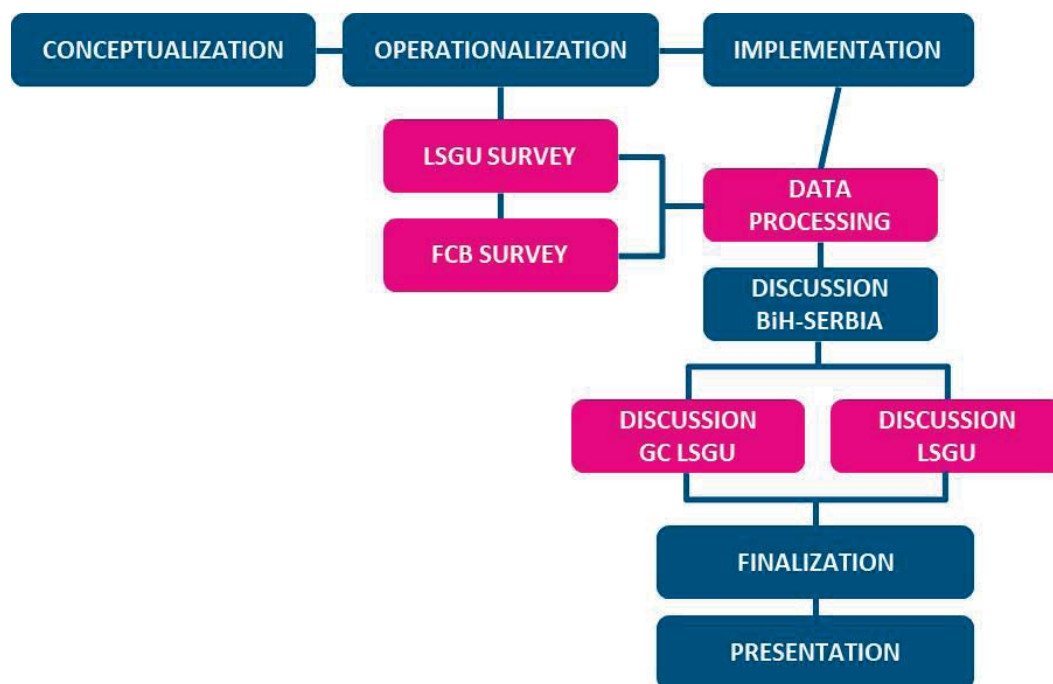 CONCEPTUALIZATION
OPERATIONALIZATION
IMPLEMENTATION
LSGU SURVEY
FCB SURVEY
DATA
PROCESSING
DISCUSSION
BiH-SERBIA
DISCUSSION
GC LSGU
DISCUSSION
LSGU
FINALIZATION
PRESENTATION